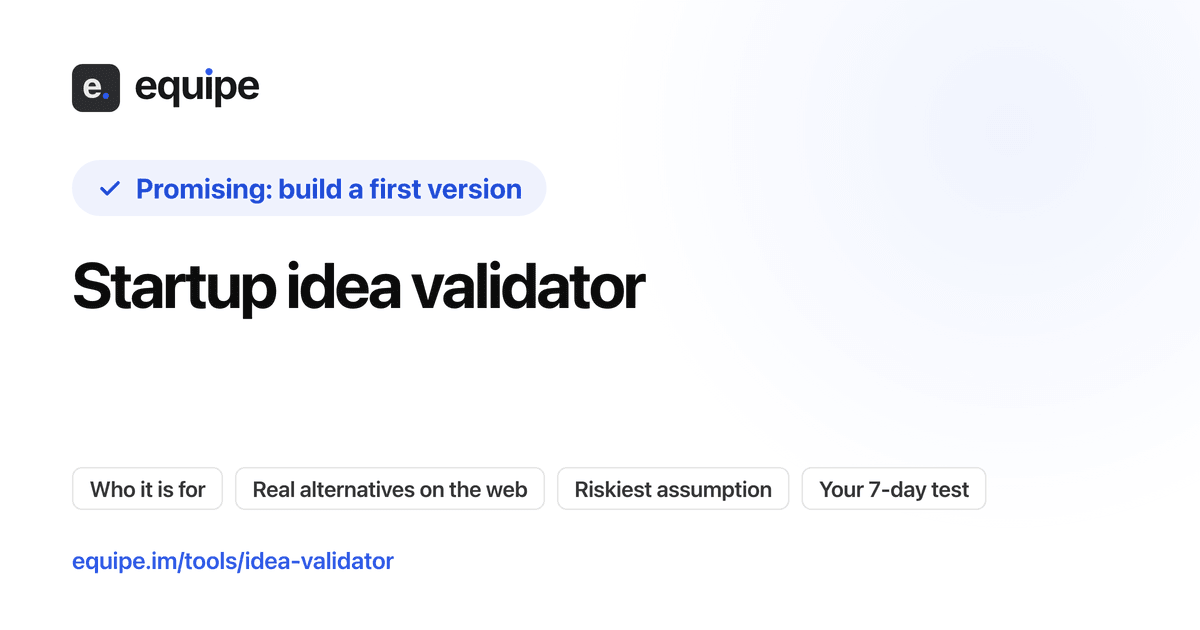 e.
equipe
Promising: build a first version
Startup idea validator
Who it is for
Real alternatives on the web
Riskiest assumption
Your 7-day test
equipe.im/tools/idea-validator